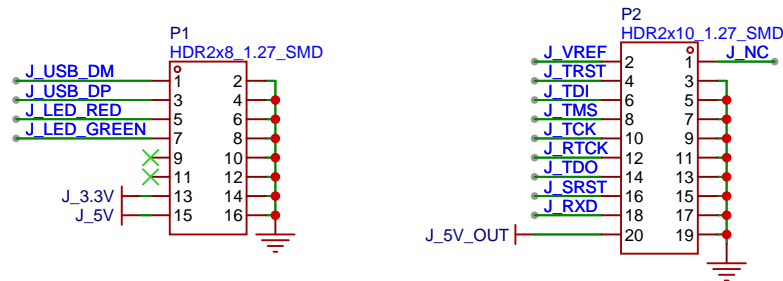 P1
HDR2x8_1.27_SMD
J_USB_DM 1 2
J_USB_DP 3 4
J_LED_RED 5 6
J_LED_GREEN 7 8
9 10
11 12
J_3.3V 13 14
J_5V 15 16
P2
HDR2x10_1.27_SMD
J_VREF 2 1 J_NC
J_TRST 4 3
J_TDI 6 5
J_TMS 8 7
J_TCK 10 9
J_RTCK 12 11
J_TDO 14 13
J_SRST 16 15
J_RXD 18 17
J_5V_OUT 20 19